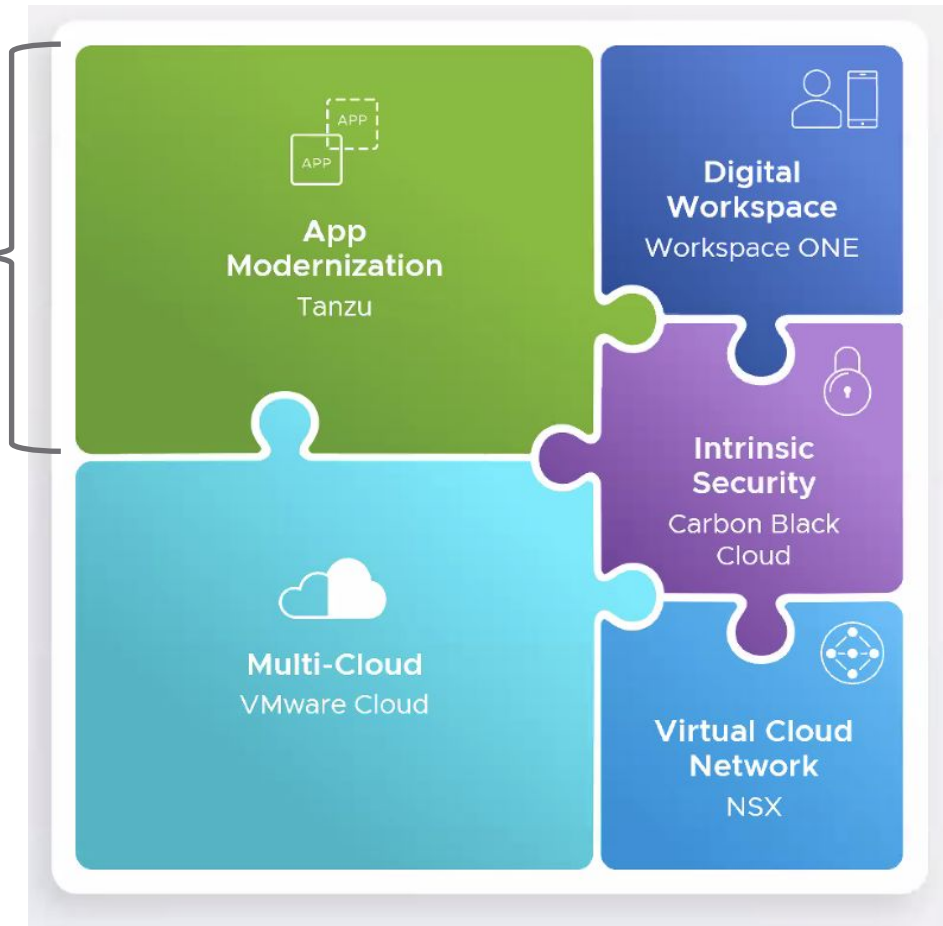 APP
APP
App
Modernization
Tanzu
Digital
Workspace
Workspace ONE
Intrinsic
Security
Carbon Black
Cloud
Multi-Cloud
VMware Cloud
Virtual Cloud
Network
NSX